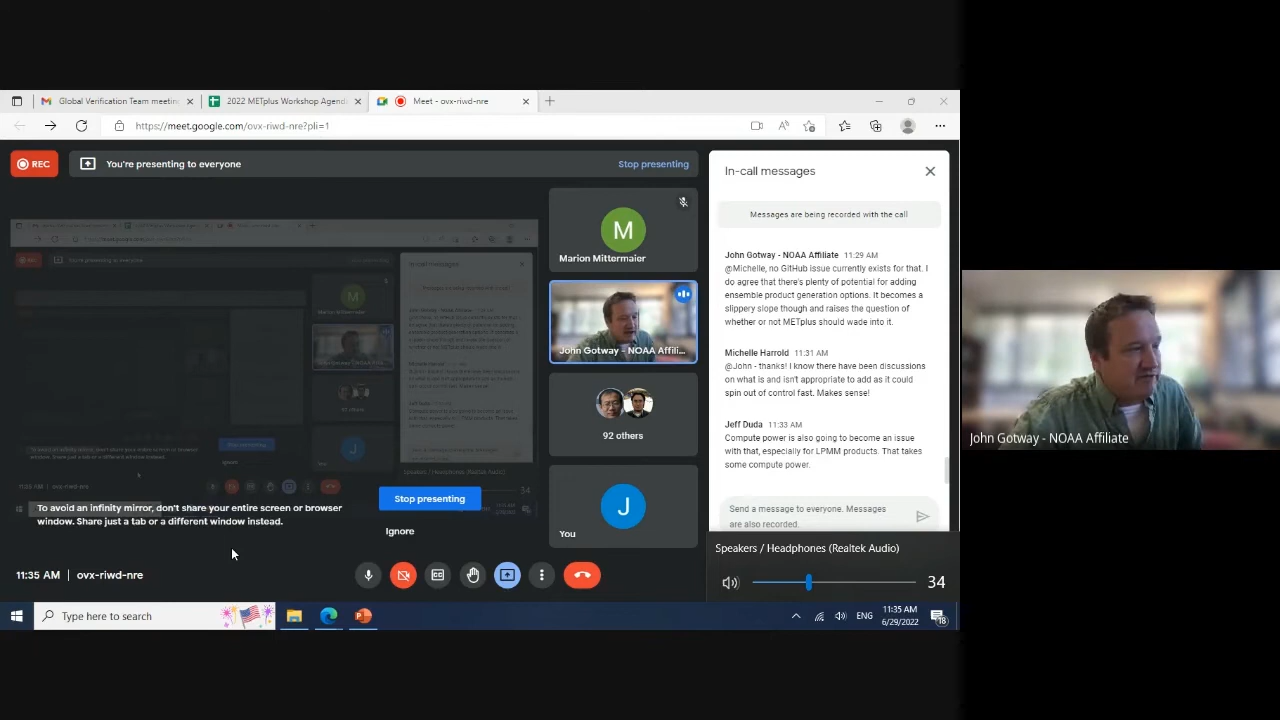 Global Verification Team meetin
2022 METplus Workshop Agend
Meet - ovx-riwd-nre
https://meet.google.com/ovx-riwd-nre?pli=1
REC
You're presenting to everyone
Stop presenting
M
Marion Mittermaier
John Gotway - NOAA Affili...
92 others
J
You
To avoid an infinity mirror, don't share your entire screen or browser
window. Share just a tab or a different window instead.
Stop presenting
Ignore
11:35 AM | ovx-riwd-nre
In-call messages
Messages are being recorded with the call
John Gotway - NOAA Affiliate 11:29 AM
@Michelle, no GitHub issue currently exists for that. I
do agree that there's plenty of potential for adding
ensemble product generation options. It becomes a
slippery slope though and raises the question of
whether or not METplus should wade into it.
Michelle Harrold 11:31 AM
@John - thanks! I know there have been discussions
on what is and isn't appropriate to add as it could
spin out of control fast. Makes sense!
Jeff Duda 11:33 AM
Compute power is also going to become an issue
with that, especially for LPMM products. That takes
some compute power.
Send a message to everyone. Messages
are also recorded.
Speakers / Headphones (Realtek Audio)
34
Type here to search
ENG
11:35 AM
6/29/2022
18
John Gotway - NOAA Affiliate